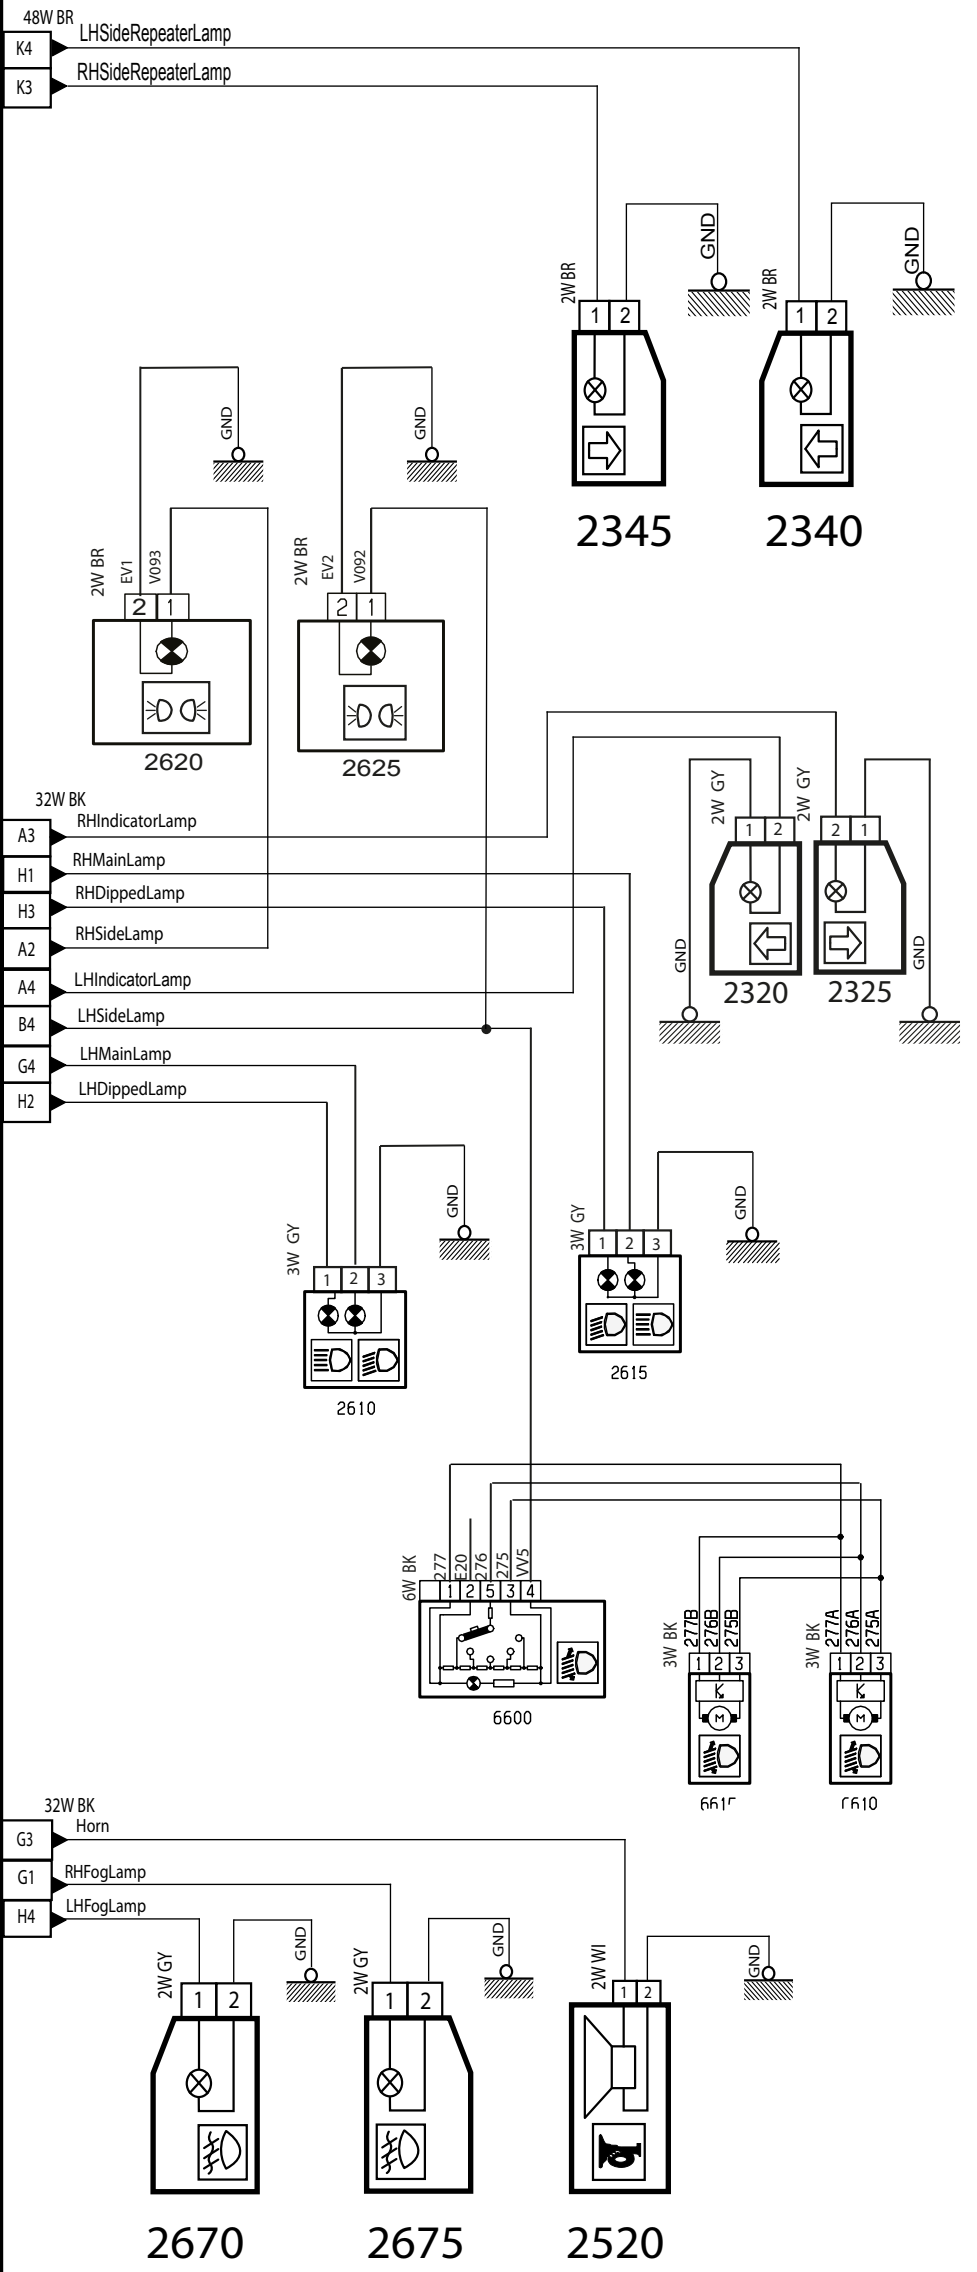 48W BR
K4 LHSideRepeaterLamp
K3 RHSideRepeaterLamp
GND GND
2W BR 2W BR
1 2 1 2
2345 2340
GND GND
2W BR EV1 V093 2W BR EV2 V092
2 1 2 1
2620 2625
32W BK
A3 RHIndicatorLamp
H1 RHMainLamp
H3 RHDippedLamp
A2 RHSideLamp
A4 LHIndicatorLamp
B4 LHSideLamp
G4 LHMainLamp
H2 LHDippedLamp
2W GY 2W GY
1 2 2 1
GND GND
2320 2325
GND GND
3W GY 3W GY
1 2 3 1 2 3
2615
2610
6W BK 277 E20 276 275 VV5
1 2 5 3 4
6600
3W BK 277B 276B 275B 3W BK 277A 276A 275A
1 2 3 1 2 3
K K
M M
32W BK
G3 Horn
G1 RHFogLamp
H4 LHFogLamp
GND GND GND
2W GY 2W GY 2W WI
1 2 1 2 1 2
2670 2675 2520